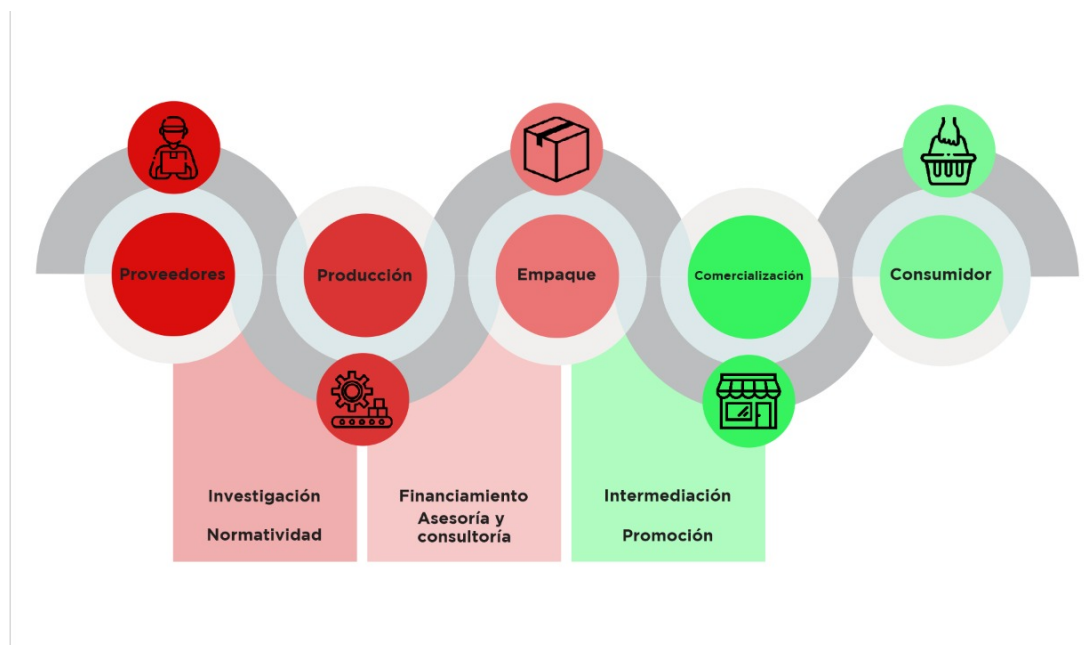 Proveedores
Producción
Empaque
Comercialización
Consumidor
Investigación
Normatividad
Financiamiento
Asesoría y
consultoría
Intermediación
Promoción